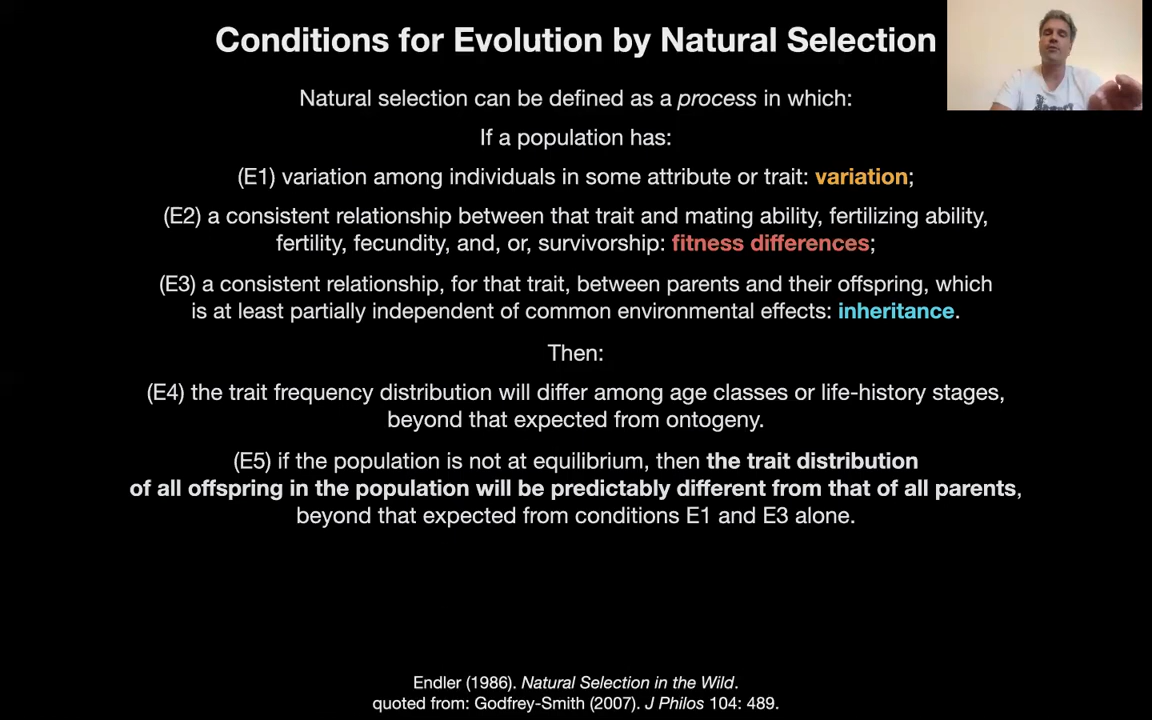 Conditions for Evolution by Natural Selection
Natural selection can be defined as a process in which:
If a population has:
(E1) variation among individuals in some attribute or trait: variation;
(E2) a consistent relationship between that trait and mating ability, fertilizing ability,
fertility, fecundity, and, or, survivorship: fitness differences;
(E3) a consistent relationship, for that trait, between parents and their offspring, which
is at least partially independent of common environmental effects: inheritance.
Then:
(E4) the trait frequency distribution will differ among age classes or life-history stages,
beyond that expected from ontogeny.
(E5) if the population is not at equilibrium, then the trait distribution
of all offspring in the population will be predictably different from that of all parents,
beyond that expected from conditions E1 and E3 alone.
Endler (1986). Natural Selection in the Wild.
quoted from: Godfrey-Smith (2007). J Philos 104: 489.